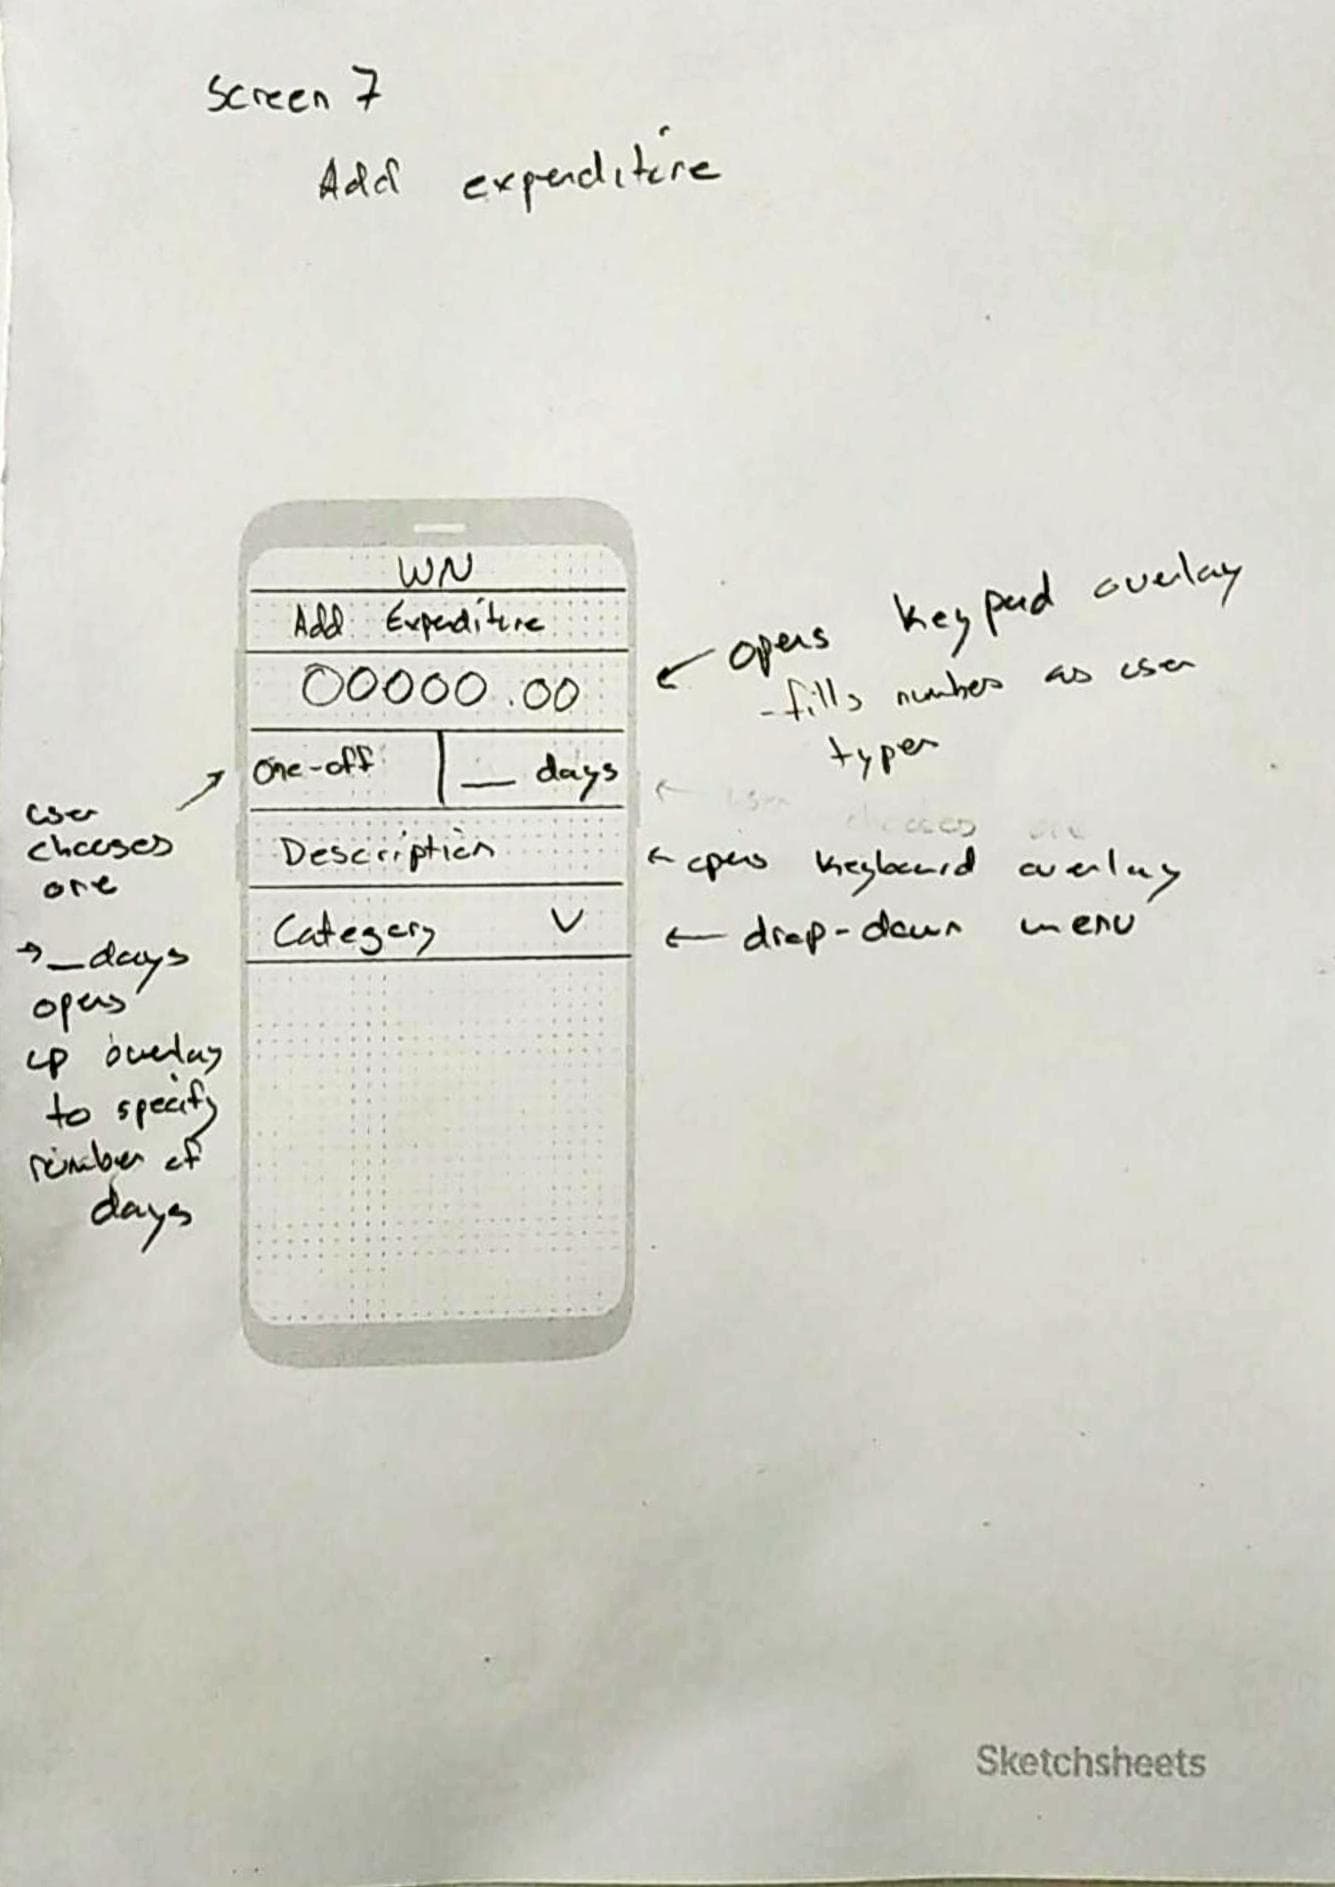 Screen 7
Add expenditure
WN
Add Expenditure
00000.00
One-off __ days
Description
Category
← opens keypad overlay
- fills number as user
types
← user
chooses one
← opens keyboard overlay
← drop-down menu
user
chooses
one
→ __ days
opens
up overlay
to specify
number of
days
Sketchsheets